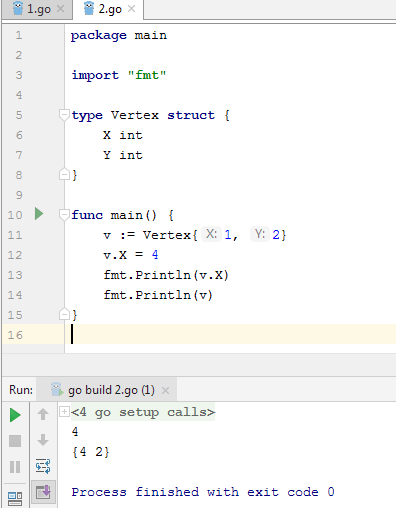 1.go 2.go
1 package main
2
3 import "fmt"
4
5 type Vertex struct {
6 X int
7 Y int
8 }
9
10 func main() {
11 v := Vertex{ X: 1, Y: 2}
12 v.X = 4
13 fmt.Println(v.X)
14 fmt.Println(v)
15 }
16
Run: go build 2.go (1)
<4 go setup calls>
4
{4 2}
Process finished with exit code 0